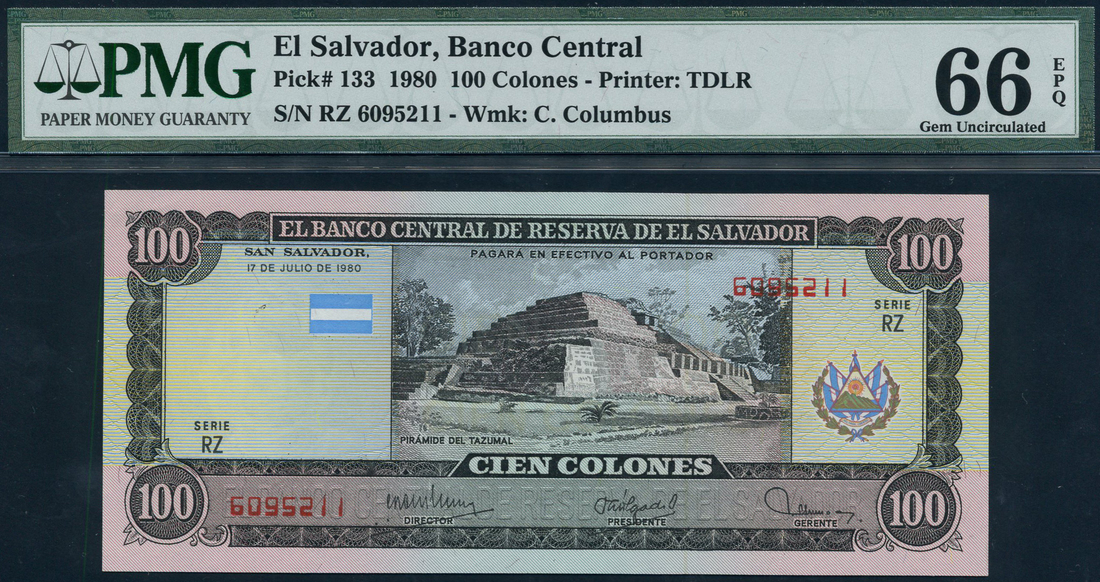 PMG
PAPER MONEY GUARANTY
El Salvador, Banco Central
Pick# 133 1980 100 Colones - Printer: TDLR
S/N RZ 6095211 - Wmk: C. Columbus
66
EPQ
Gem Uncirculated
100
EL BANCO CENTRAL DE RESERVA DE EL SALVADOR
100
SAN SALVADOR,
17 DE JULIO DE 1980
PAGARÁ EN EFECTIVO AL PORTADOR
6095211
SERIE
RZ
SERIE
RZ
PIRÁMIDE DEL TAZUMAL
CIEN COLONES
100
6095211
DIRECTOR
PRESIDENTE
GERENTE
100